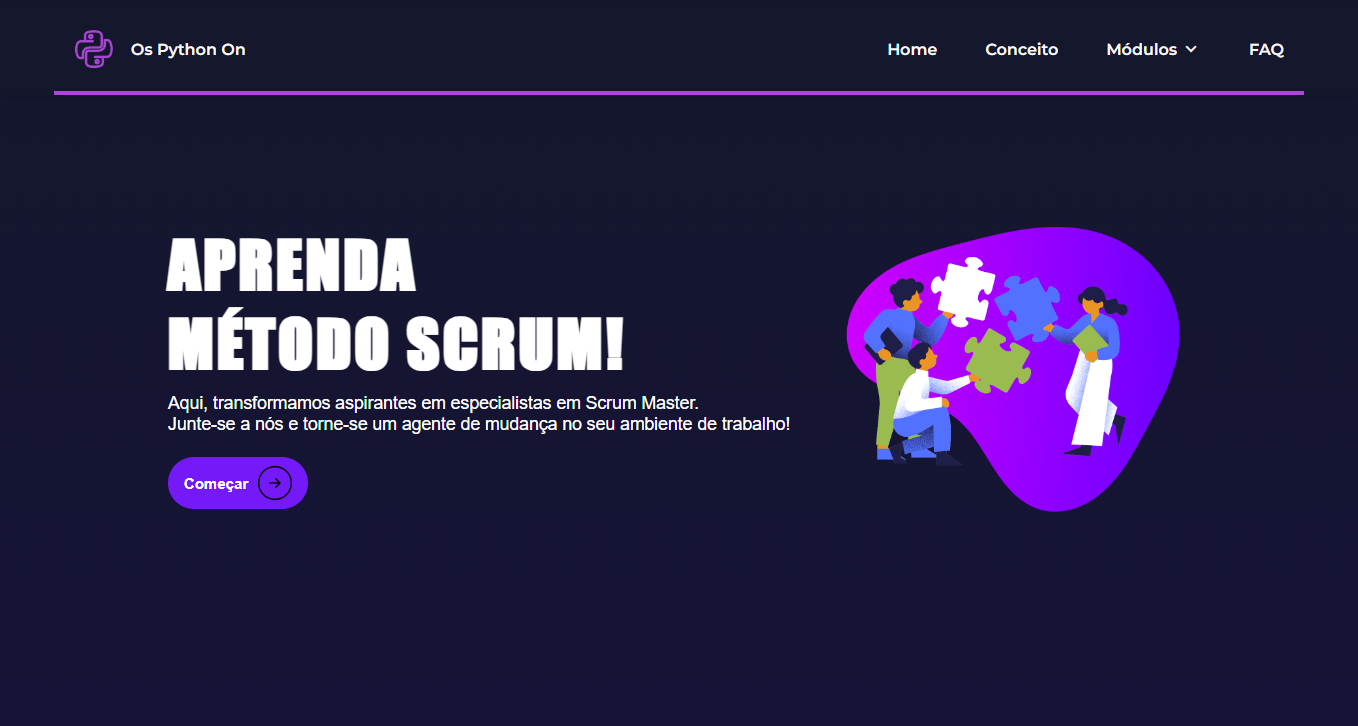 Os Python On
Home
Conceito
Módulos
FAQ
APRENDA
MÉTODO SCRUM!
Aqui, transformamos aspirantes em especialistas em Scrum Master.
Junte-se a nós e torne-se um agente de mudança no seu ambiente de trabalho!
Começar